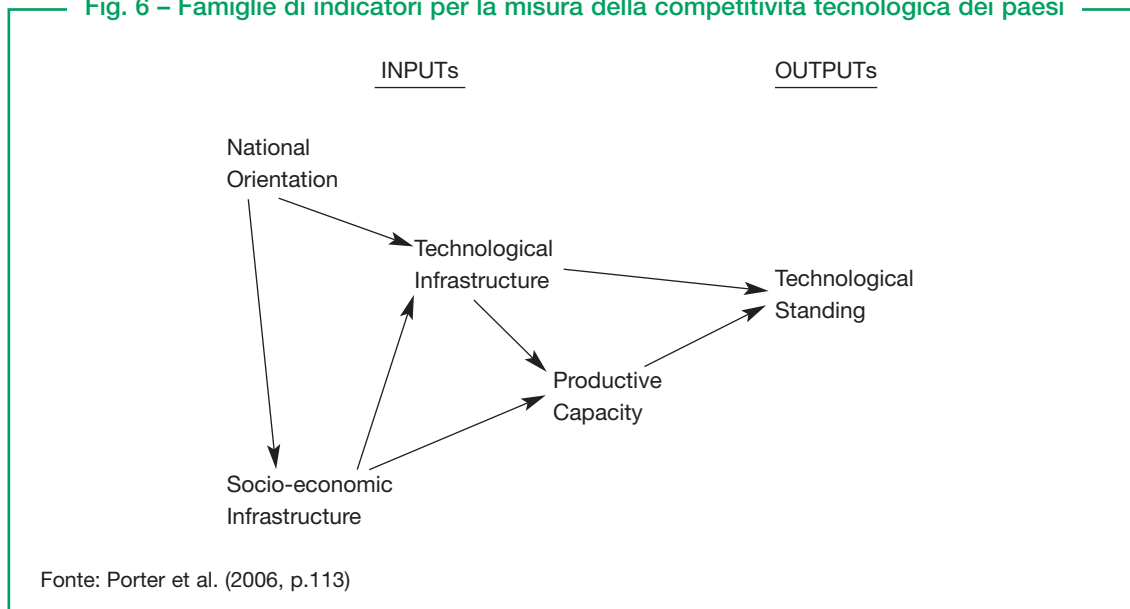 Fig. 6 – Famiglie di indicatori per la misura della competitività tecnologica dei paesi
INPUTs
OUTPUTs
National
Orientation
Technological
Infrastructure
Technological
Standing
Productive
Capacity
Socio-economic
Infrastructure
Fonte: Porter et al. (2006, p.113)